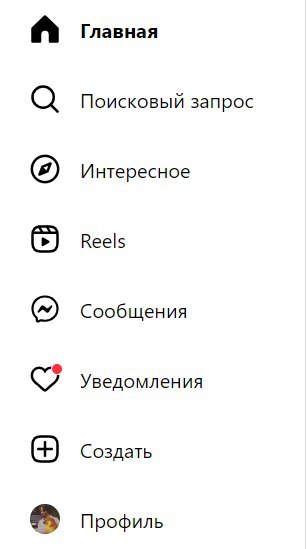 Главная
Поисковый запрос
Интересное
Reels
Сообщения
Уведомления
Создать
Профиль